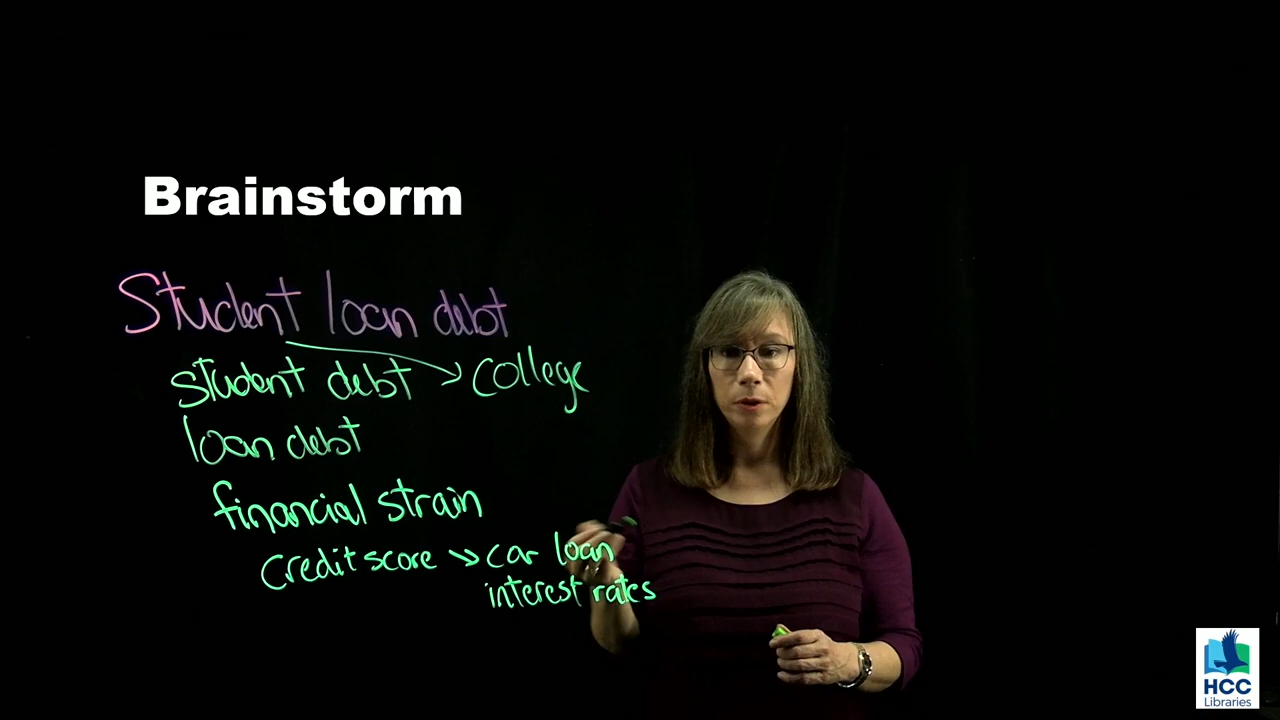 Brainstorm
Student loan debt
student debt → college
loan debt
financial strain
credit score → car loan
interest rates
HCC
Libraries